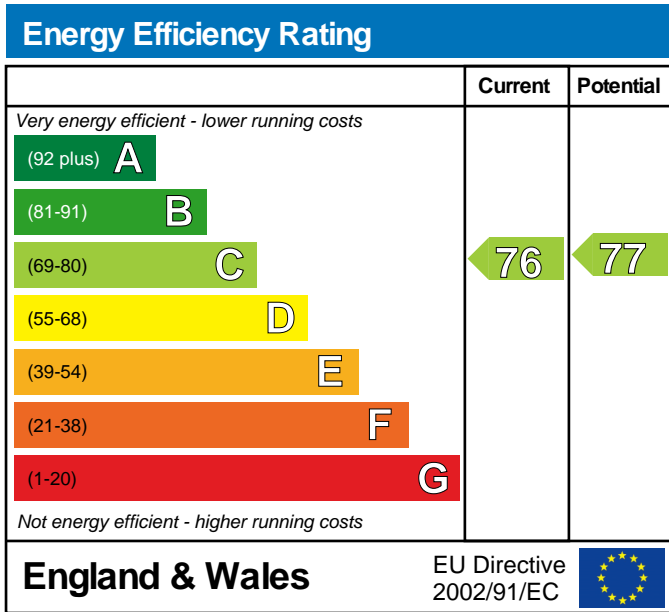 Energy Efficiency Rating
Current Potential
Very energy efficient - lower running costs
(92 plus) A
(81-91) B
(69-80) C 76 77
(55-68) D
(39-54) E
(21-38) F
(1-20) G
Not energy efficient - higher running costs
England & Wales
EU Directive
2002/91/EC